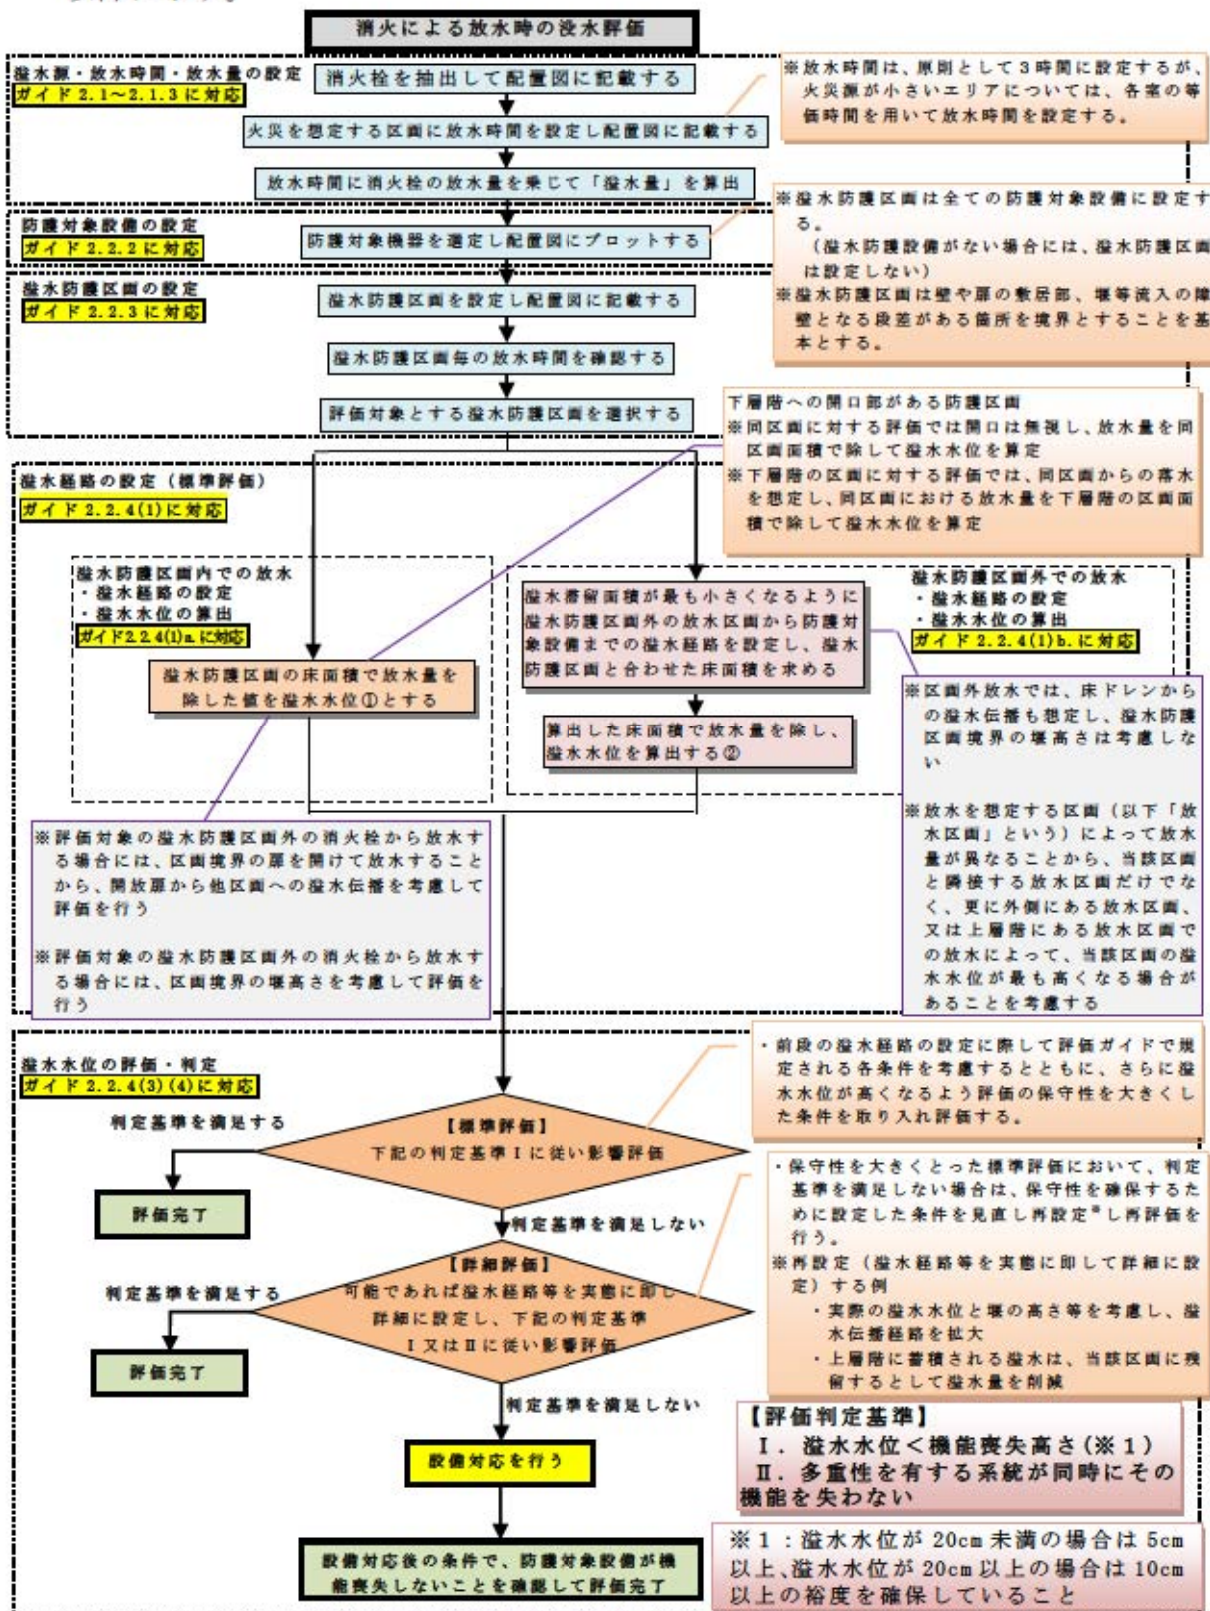 消火による放水時の没水評価
溢水源・放水時間・放水量の設定
ガイド2.1～2.1.3に対応
消火栓を抽出して配置図に記載する
火災を想定する区画に放水時間を設定し配置図に記載する
放水時間に消火栓の放水量を乗じて「溢水量」を算出
※放水時間は、原則として3時間に設定するが、
火災源が小さいエリアについては、各室の等
価時間を用いて放水時間を設定する。
防護対象設備の設定
ガイド2.2.2に対応
防護対象機器を選定し配置図にプロットする
※溢水防護区画は全ての防護対象設備に設定す
る。
（溢水防護設備がない場合には、溢水防護区画
は設定しない）
※溢水防護区画は壁や扉の敷居部、堰等流入の障
壁となる段差がある箇所を境界とすることを基
本とする。
溢水防護区画の設定
ガイド2.2.3に対応
溢水防護区画を設定し配置図に記載する
溢水防護区画毎の放水時間を確認する
評価対象とする溢水防護区画を選択する
下層階への開口部がある防護区画
※同区画に対する評価では開口は無視し、放水量を同
区画面積で除して溢水水位を算定
※下層階の区画に対する評価では、同区画からの落水
を想定し、同区画における放水量を下層階の区画面
積で除して溢水水位を算定
溢水経路の設定（標準評価）
ガイド2.2.4(1)に対応
溢水防護区画内での放水
・溢水経路の設定
・溢水水位の算出
ガイド2.2.4(1)a.に対応
溢水防護区画の床面積で放水量を
除した値を溢水水位①とする
溢水滞留面積が最も小さくなるように
溢水防護区画外の放水区画から防護対
象設備までの溢水経路を設定し、溢水
防護区画と合わせた床面積を求める
算出した床面積で放水量を除し、
溢水水位を算出する②
溢水防護区画外での放水
・溢水経路の設定
・溢水水位の算出
ガイド2.2.4(1)b.に対応
※区画外放水では、床ドレンから
の溢水伝播も想定し、溢水防護
区画境界の堰高さは考慮しな
い
※放水を想定する区画（以下「放
水区画」という）によって放水
量が異なることから、当該区画
と隣接する放水区画だけでな
く、更に外側にある放水区画、
又は上層階にある放水区画で
の放水によって、当該区画の溢
水水位が最も高くなる場合が
あることを考慮する
※評価対象の溢水防護区画外の消火栓から放水す
る場合には、区画境界の扉を開けて放水すること
から、開放扉から他区画への溢水伝播を考慮して
評価を行う
※評価対象の溢水防護区画外の消火栓から放水す
る場合には、区画境界の堰高さを考慮して評価を
行う
溢水水位の評価・判定
ガイド2.2.4(3)(4)に対応
・前段の溢水経路の設定に際して評価ガイドで規
定される各条件を考慮するとともに、さらに溢
水水位が高くなるよう評価の保守性を大きくし
た条件を取り入れ評価する。
判定基準を満足する
【標準評価】
下記の判定基準Ⅰに従い影響評価
評価完了
判定基準を満足しない
・保守性を大きくとった標準評価において、判定
基準を満足しない場合は、保守性を確保するた
めに設定した条件を見直し再設定※し再評価を
行う。
※再設定（溢水経路等を実態に即して詳細に設
定）する例
・実際の溢水水位と堰の高さ等を考慮し、溢
水伝播経路を拡大
・上層階に蓄積される溢水は、当該区画に残
留するとして溢水量を削減
判定基準を満足する
【詳細評価】
可能であれば溢水経路等を実態に即し
詳細に設定し、下記の判定基準
Ⅰ又はⅡに従い影響評価
評価完了
判定基準を満足しない
設備対応を行う
設備対応後の条件で、防護対象設備が機
能喪失しないことを確認して評価完了
【評価判定基準】
Ⅰ．溢水水位＜機能喪失高さ(※1)
Ⅱ．多重性を有する系統が同時にその
機能を失わない
※1：溢水水位が20cm未満の場合は5cm
以上、溢水水位が20cm以上の場合は10cm
以上の裕度を確保していること